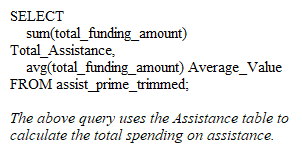 SELECT
sum(total_funding_amount)
Total_Assistance,
avg(total_funding_amount) Average_Value
FROM assist_prime_trimmed;
The above query uses the Assistance table to
calculate the total spending on assistance.